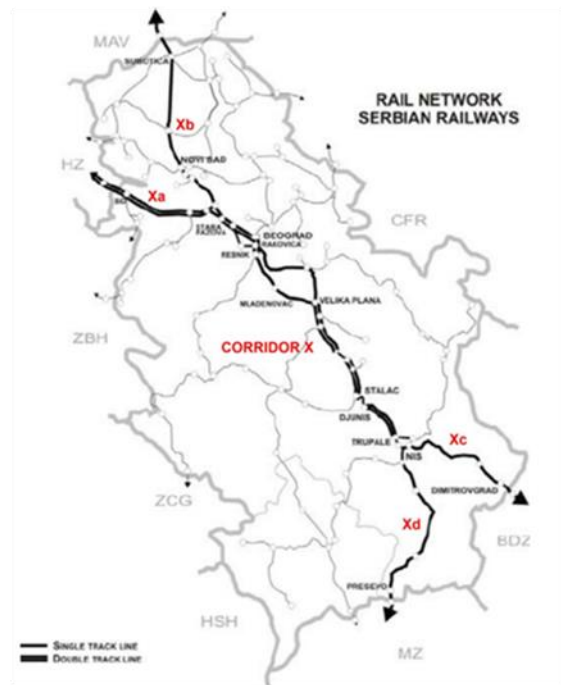 MAV
SUBOTICA
RAIL NETWORK
SERBIAN RAILWAYS
Xb
NOVI SAD
HZ
Xa
STARA
PAZOVA
CFR
BEOGRAD
RAKOVICA
RESNIK
MLADENOVAC
VELIKA PLANA
ZBH
CORRIDOR X
STALAC
DJUNIS
TRUPALE
Xc
NIS
DIMITROVGRAD
ZCG
Xd
BDZ
PRESEVO
HSH
MZ
SINGLE TRACK LINE
DOUBLE TRACK LINE